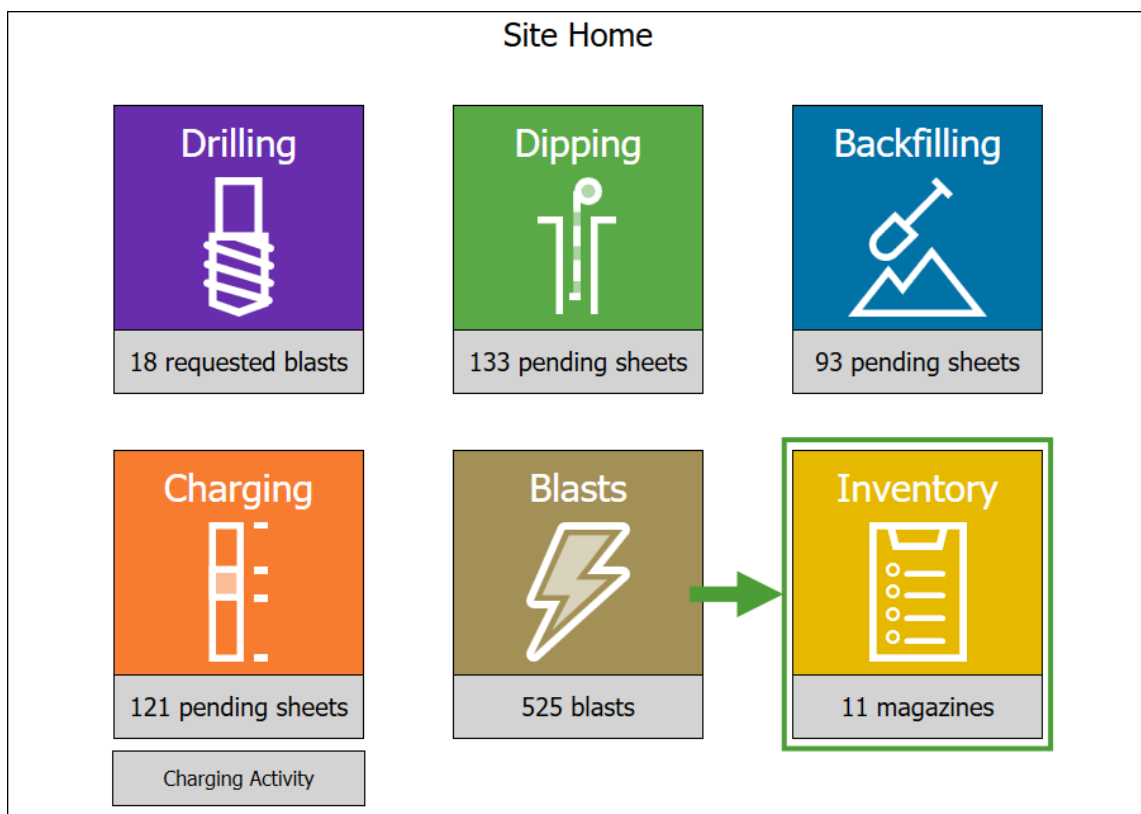 Site Home
Drilling
Dipping
Backfilling
18 requested blasts
133 pending sheets
93 pending sheets
Charging
Blasts
Inventory
121 pending sheets
525 blasts
11 magazines
Charging Activity